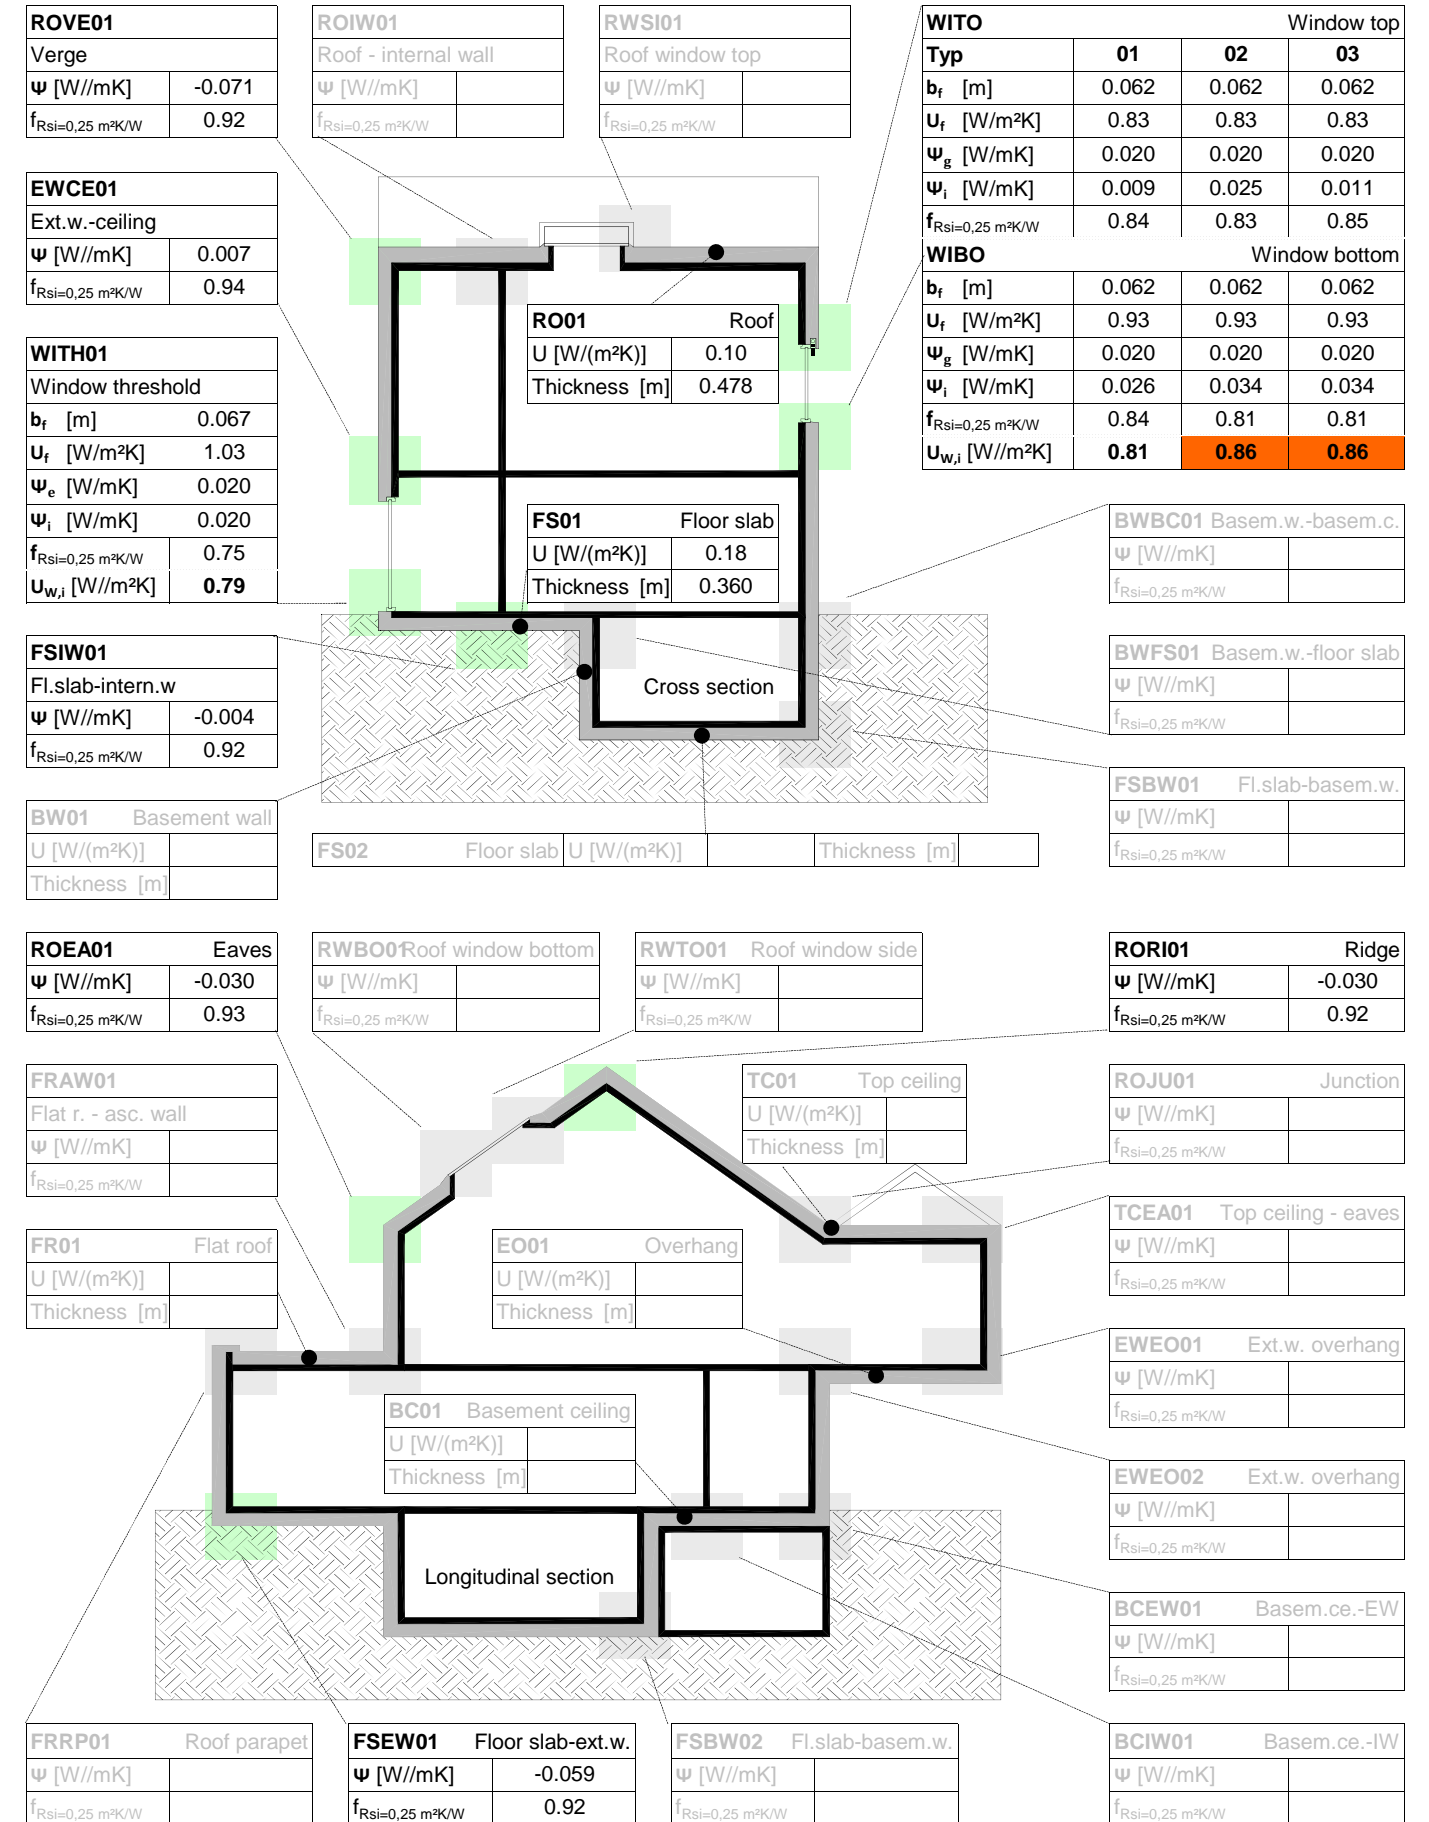 ROVE01
Verge
Ψ [W//mK] -0.071
fRsi=0,25 m²K/W 0.92
ROIW01
Roof - internal wall
Ψ [W//mK]
fRsi=0,25 m²K/W
RWSI01
Roof window top
Ψ [W//mK]
fRsi=0,25 m²K/W
WITO Window top
Typ 01 02 03
bf [m] 0.062 0.062 0.062
Uf [W/m²K] 0.83 0.83 0.83
Ψg [W/mK] 0.020 0.020 0.020
Ψi [W/mK] 0.009 0.025 0.011
fRsi=0,25 m²K/W 0.84 0.83 0.85
WIBO Window bottom
bf [m] 0.062 0.062 0.062
Uf [W/m²K] 0.93 0.93 0.93
Ψg [W/mK] 0.020 0.020 0.020
Ψi [W/mK] 0.026 0.034 0.034
fRsi=0,25 m²K/W 0.84 0.81 0.81
UW,i [W//m²K] 0.81 0.86 0.86
EWCE01
Ext.w.-ceiling
Ψ [W//mK] 0.007
fRsi=0,25 m²K/W 0.94
RO01 Roof
U [W/(m²K)] 0.10
Thickness [m] 0.478
WITH01
Window threshold
bf [m] 0.067
Uf [W/m²K] 1.03
Ψe [W/mK] 0.020
Ψi [W/mK] 0.020
fRsi=0,25 m²K/W 0.75
UW,i [W//m²K] 0.79
FS01 Floor slab
U [W/(m²K)] 0.18
Thickness [m] 0.360
BWBC01 Basem.w.-basem.c.
Ψ [W//mK]
fRsi=0,25 m²K/W
FSIW01
Fl.slab-intern.w
Ψ [W//mK] -0.004
fRsi=0,25 m²K/W 0.92
Cross section
BWFS01 Basem.w.-floor slab
Ψ [W//mK]
fRsi=0,25 m²K/W
FSBW01 Fl.slab-basem.w.
Ψ [W//mK]
fRsi=0,25 m²K/W
BW01 Basement wall
U [W/(m²K)]
Thickness [m]
FS02 Floor slab U [W/(m²K)] Thickness [m]
ROEA01 Eaves
Ψ [W//mK] -0.030
fRsi=0,25 m²K/W 0.93
RWBO01 Roof window bottom
Ψ [W//mK]
fRsi=0,25 m²K/W
RWTO01 Roof window side
Ψ [W//mK]
fRsi=0,25 m²K/W
RORI01 Ridge
Ψ [W//mK] -0.030
fRsi=0,25 m²K/W 0.92
FRAW01
Flat r. - asc. wall
Ψ [W//mK]
fRsi=0,25 m²K/W
TC01 Top ceiling
U [W/(m²K)]
Thickness [m]
ROJU01 Junction
Ψ [W//mK]
fRsi=0,25 m²K/W
FR01 Flat roof
U [W/(m²K)]
Thickness [m]
EO01 Overhang
U [W/(m²K)]
Thickness [m]
TCEA01 Top ceiling - eaves
Ψ [W//mK]
fRsi=0,25 m²K/W
EWEO01 Ext.w. overhang
Ψ [W//mK]
fRsi=0,25 m²K/W
BC01 Basement ceiling
U [W/(m²K)]
Thickness [m]
EWEO02 Ext.w. overhang
Ψ [W//mK]
fRsi=0,25 m²K/W
Longitudinal section
BCEW01 Basem.ce.-EW
Ψ [W//mK]
fRsi=0,25 m²K/W
FRRP01 Roof parapet
Ψ [W//mK]
fRsi=0,25 m²K/W
FSEW01 Floor slab-ext.w.
Ψ [W//mK] -0.059
fRsi=0,25 m²K/W 0.92
FSBW02 Fl.slab-basem.w.
Ψ [W//mK]
fRsi=0,25 m²K/W
BCIW01 Basem.ce.-IW
Ψ [W//mK]
fRsi=0,25 m²K/W